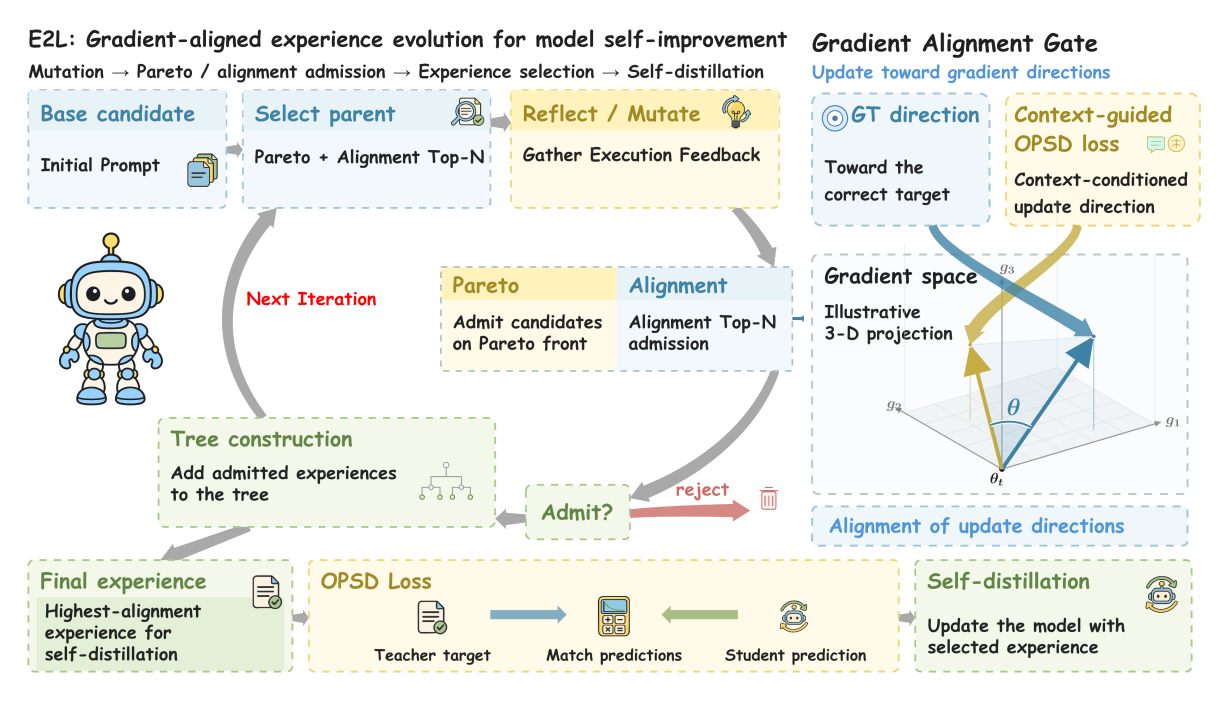 E2L: Gradient-aligned experience evolution for model self-improvement
Mutation → Pareto / alignment admission → Experience selection → Self-distillation
Base candidate
Initial Prompt
Select parent
Pareto + Alignment Top-N
Reflect / Mutate
Gather Execution Feedback
Next Iteration
Pareto
Admit candidates
on Pareto front
Alignment
Alignment Top-N
admission
Tree construction
Add admitted experiences
to the tree
Admit?
reject
Final experience
Highest-alignment
experience for
self-distillation
OPSD Loss
Teacher target
Match predictions
Student prediction
Self-distillation
Update the model with
selected experience
Gradient Alignment Gate
Update toward gradient directions
GT direction
Toward the
correct target
Context-guided
OPSD loss
Context-conditioned
update direction
Gradient space
Illustrative
3-D projection
g₃
g₂
g₁
θ
θₜ
Alignment of update directions